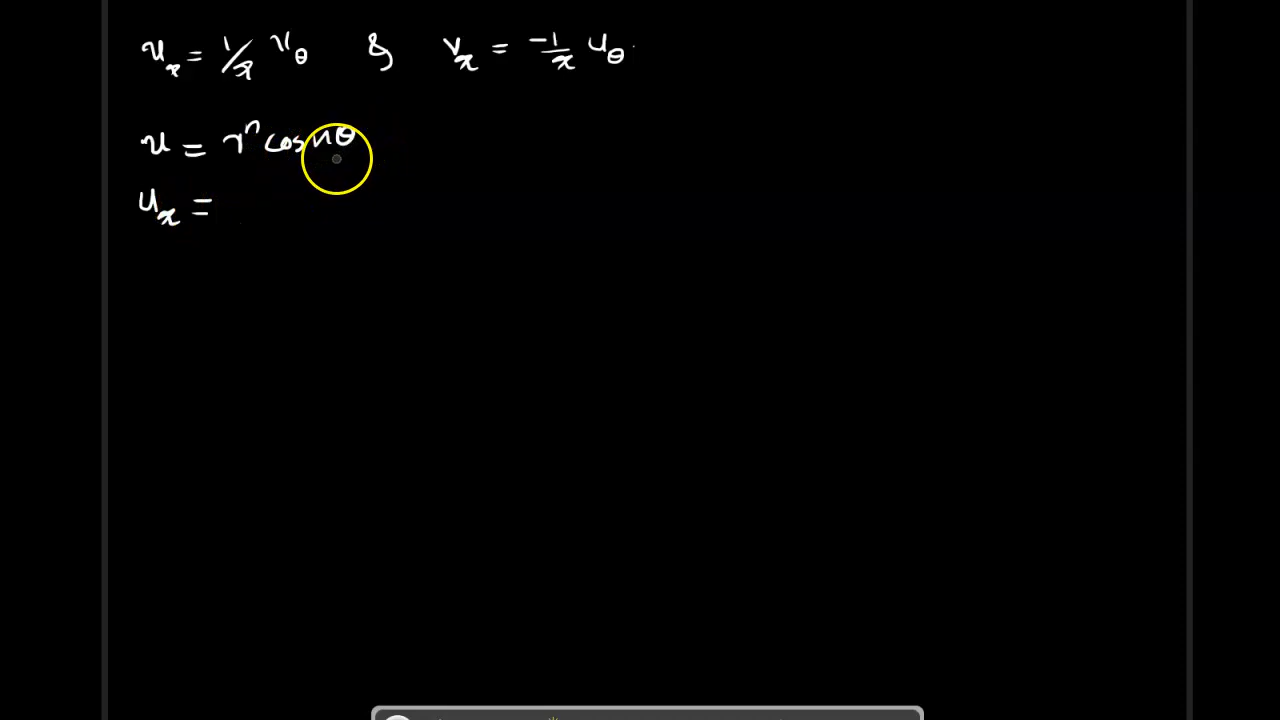 u_r = 1/r v_θ & v_r = -1/r u_θ.
u = r^n cos nθ
u_r =